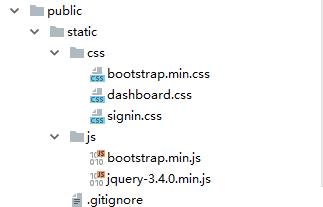 public
static
css
bootstrap.min.css
dashboard.css
signin.css
js
bootstrap.min.js
jquery-3.4.0.min.js
.gitignore